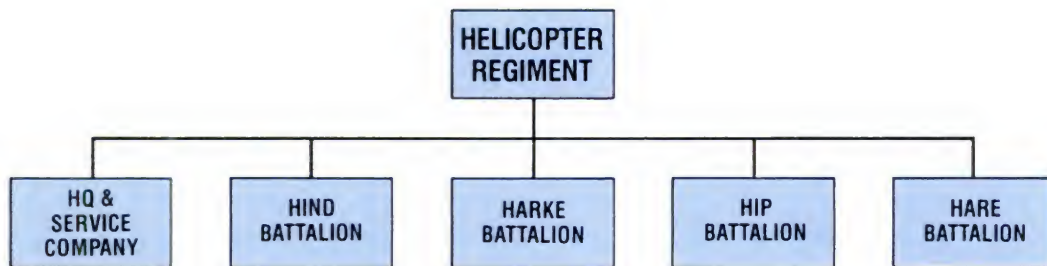 HELICOPTER
REGIMENT
HQ &
SERVICE
COMPANY
HIND
BATTALION
HARKE
BATTALION
HIP
BATTALION
HARE
BATTALION